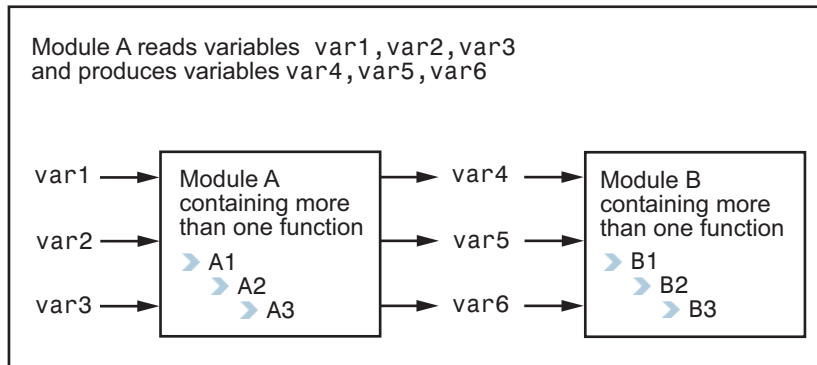 Module A reads variables var1,var2,var3
and produces variables var4,var5,var6
var1
var2
var3
Module A
containing more
than one function
A1
A2
A3
var4
var5
var6
Module B
containing more
than one function
B1
B2
B3